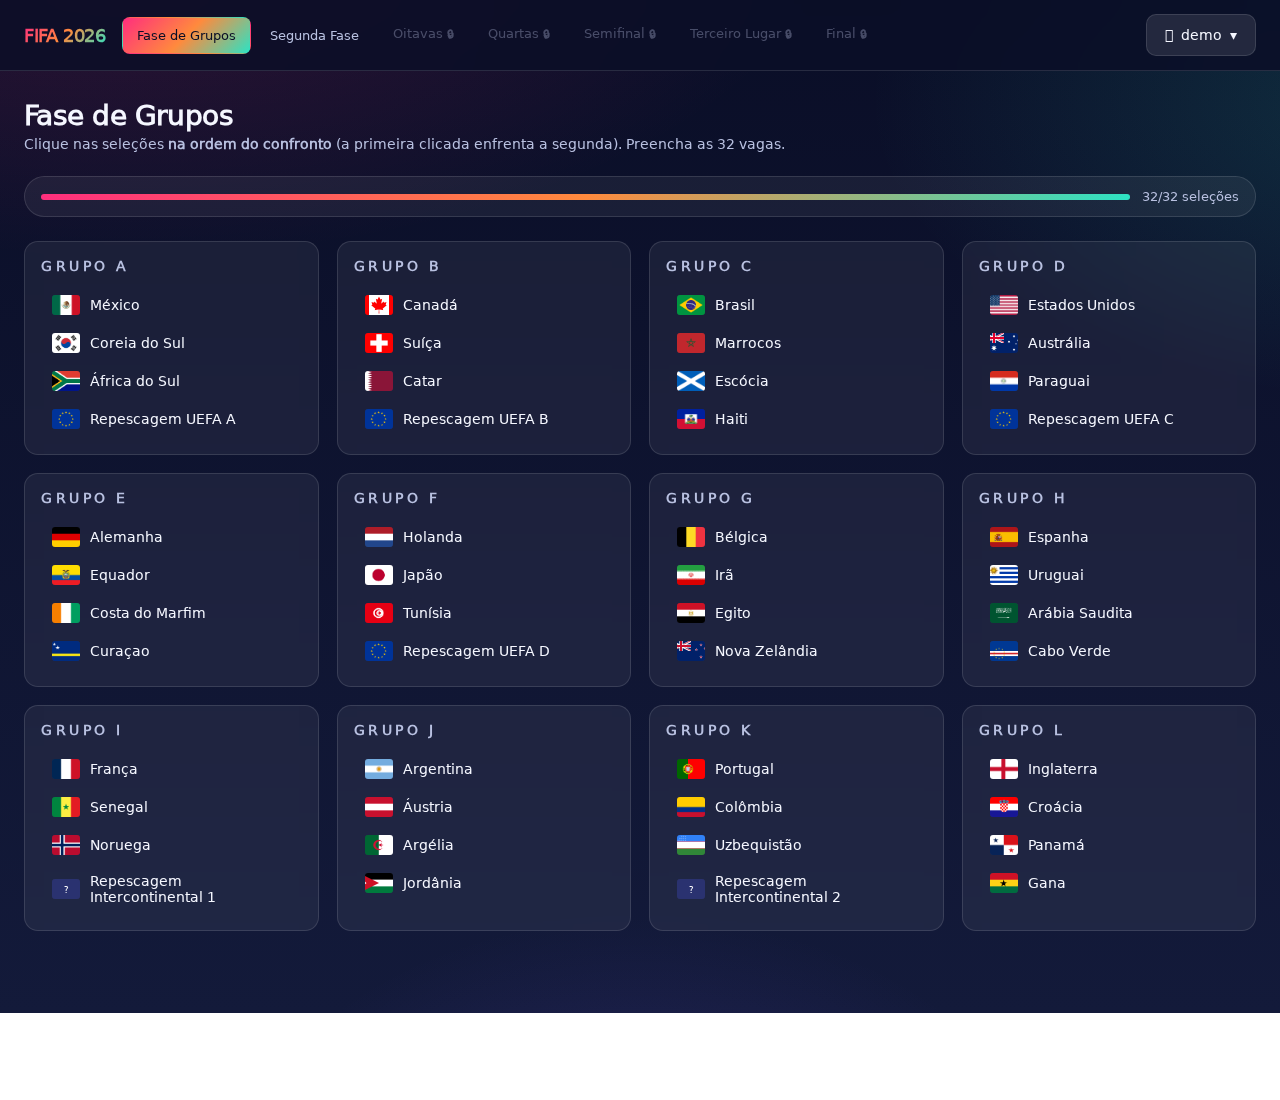 FIFA 2026
Fase de Grupos
Segunda Fase
Oitavas
Quartas
Semifinal
Terceiro Lugar
Final
demo ▾
Fase de Grupos
Clique nas seleções na ordem do confronto (a primeira clicada enfrenta a segunda). Preencha as 32 vagas.
32/32 seleções
GRUPO A
México
Coreia do Sul
África do Sul
Repescagem UEFA A
GRUPO B
Canadá
Suíça
Catar
Repescagem UEFA B
GRUPO C
Brasil
Marrocos
Escócia
Haiti
GRUPO D
Estados Unidos
Austrália
Paraguai
Repescagem UEFA C
GRUPO E
Alemanha
Equador
Costa do Marfim
Curaçao
GRUPO F
Holanda
Japão
Tunísia
Repescagem UEFA D
GRUPO G
Bélgica
Irã
Egito
Nova Zelândia
GRUPO H
Espanha
Uruguai
Arábia Saudita
Cabo Verde
GRUPO I
França
Senegal
Noruega
?
Repescagem
Intercontinental 1
GRUPO J
Argentina
Áustria
Argélia
Jordânia
GRUPO K
Portugal
Colômbia
Uzbequistão
?
Repescagem
Intercontinental 2
GRUPO L
Inglaterra
Croácia
Panamá
Gana